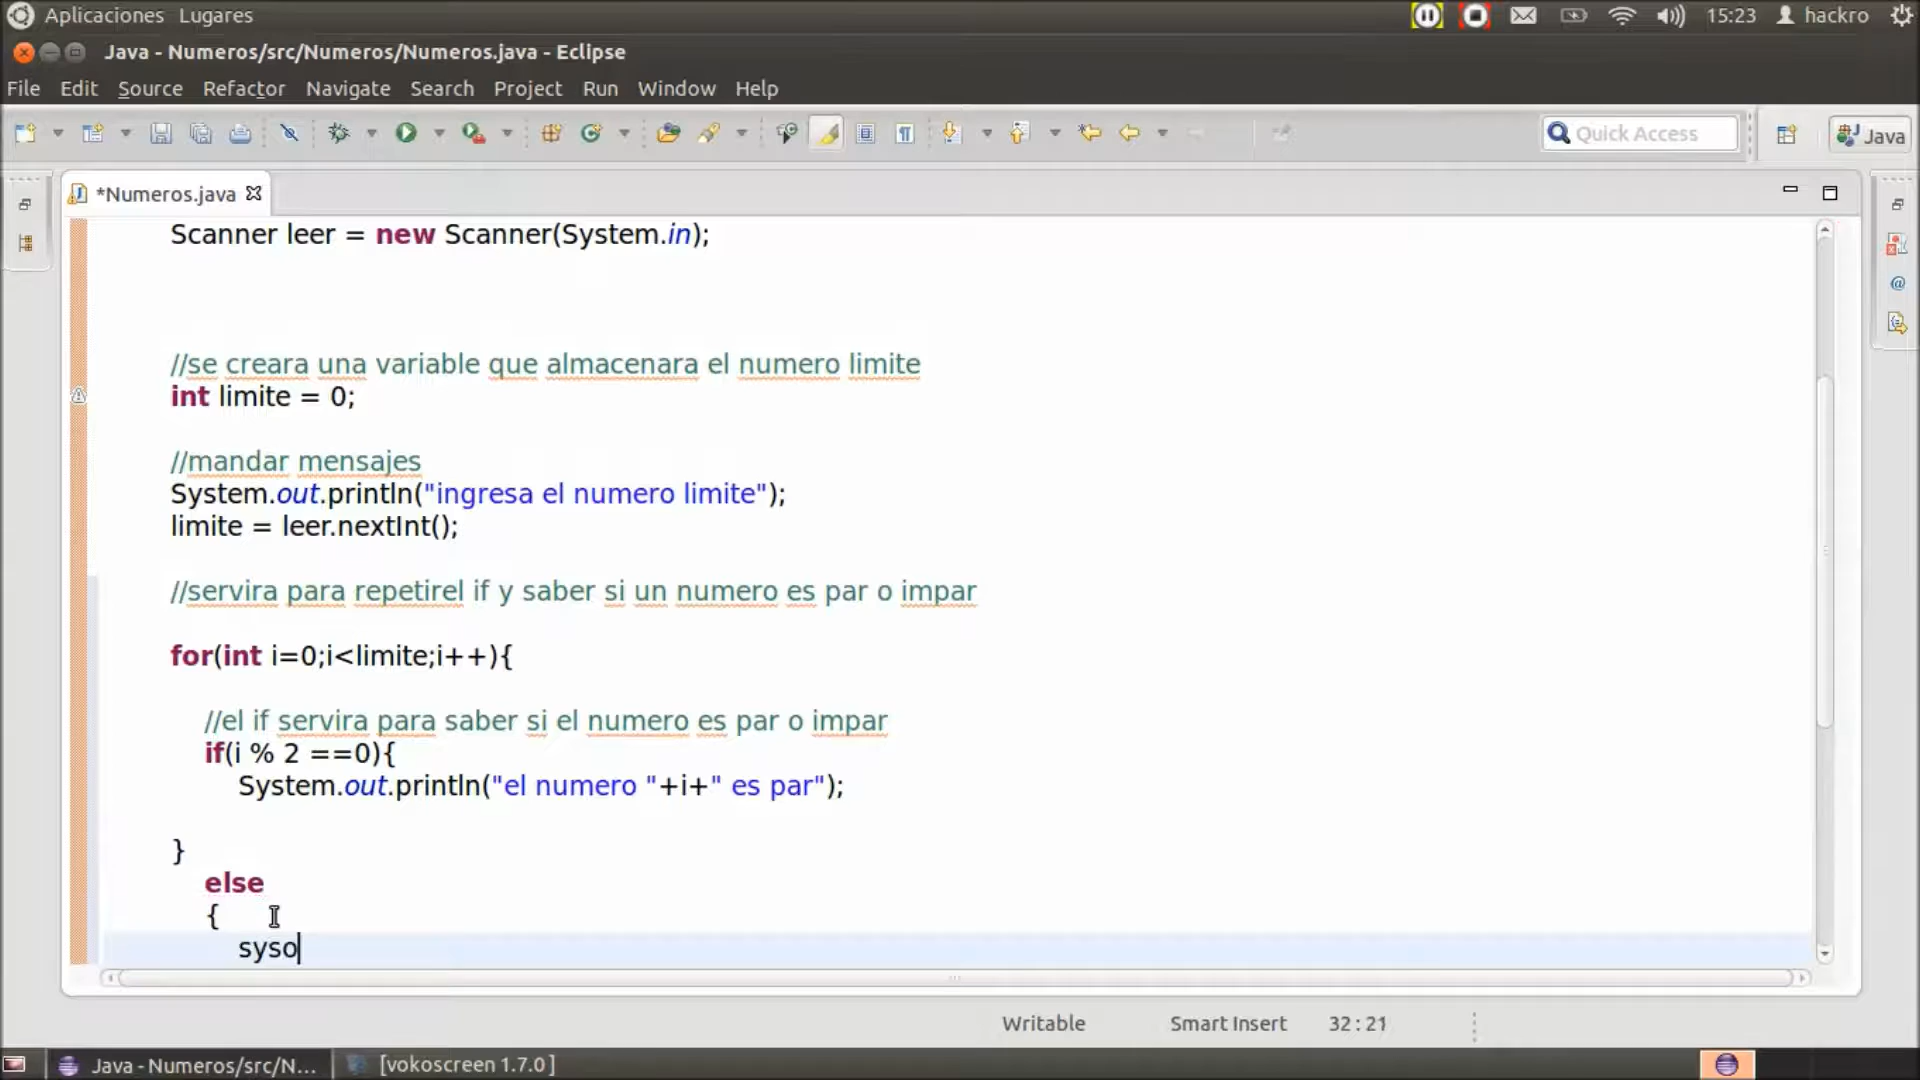 Aplicaciones Lugares 15:23 hackro
Java - Numeros/src/Numeros/Numeros.java - Eclipse
File Edit Source Refactor Navigate Search Project Run Window Help
Quick Access Java
*Numeros.java
Scanner leer = new Scanner(System.in);
//se creara una variable que almacenara el numero limite
int limite = 0;
//mandar mensajes
System.out.println("ingresa el numero limite");
limite = leer.nextInt();
//servira para repetirel if y saber si un numero es par o impar
for(int i=0;i<limite;i++){
//el if servira para saber si el numero es par o impar
if(i % 2 ==0){
System.out.println("el numero "+i+" es par");
}
else
{
syso
Writable Smart Insert 32 : 21
Java - Numeros/src/N... [vokoscreen 1.7.0 ]